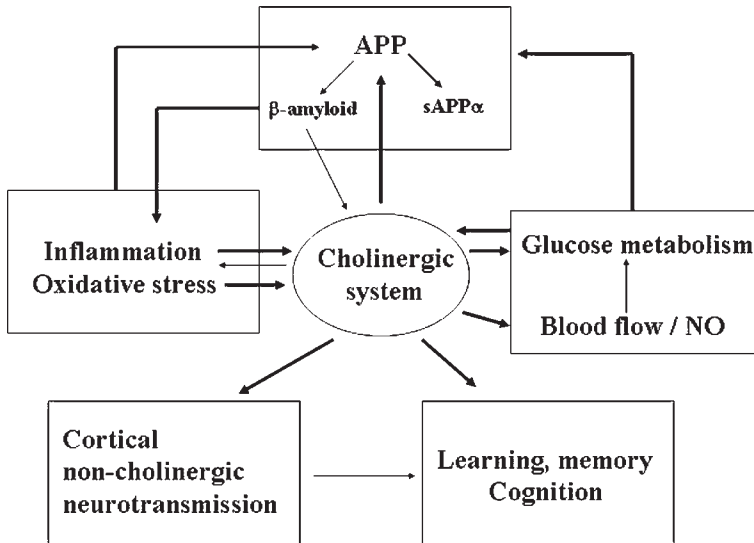 APP
β-amyloid
sAPPα
Inflammation
Oxidative stress
Cholinergic
system
Glucose metabolism
Blood flow / NO
Cortical
non-cholinergic
neurotransmission
Learning, memory
Cognition